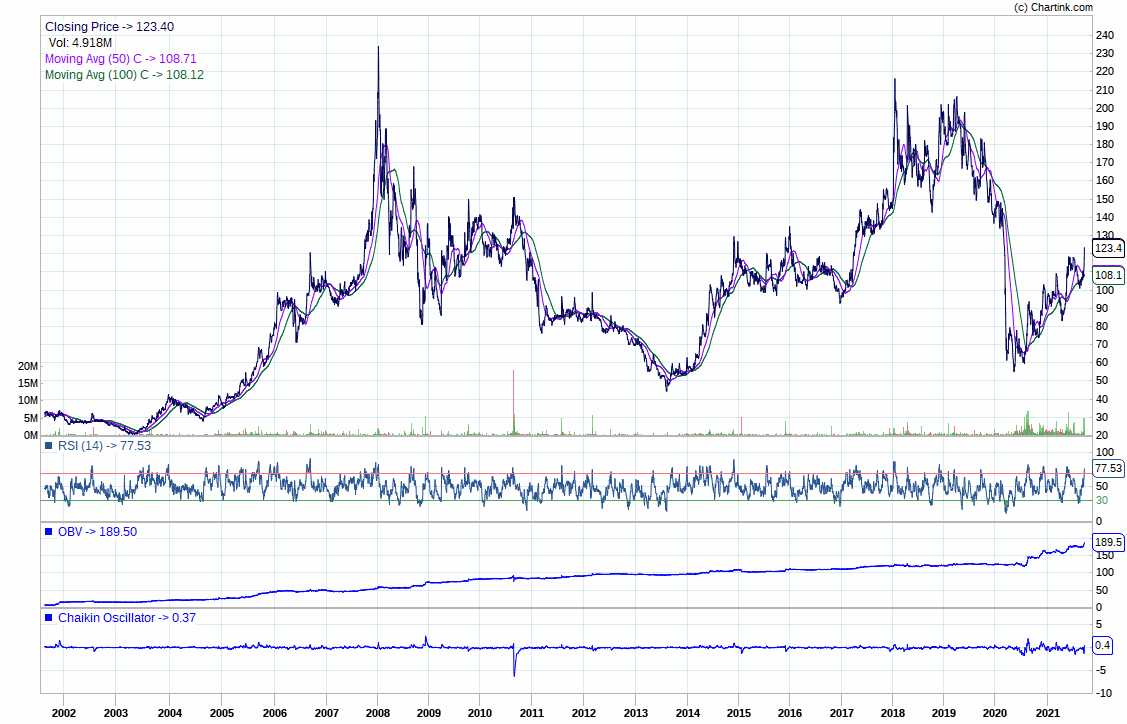 (c) Chartink.com
Closing Price -> 123.40
Vol: 4.918M
Moving Avg (50) C -> 108.71
Moving Avg (100) C -> 108.12
240
230
220
210
200
190
180
170
160
150
140
130
123.4
108.1
100
90
80
70
60
50
40
30
20
20M
15M
10M
5M
0M
RSI (14) -> 77.53
100
77.53
50
30
0
OBV -> 189.50
189.5
150
100
50
0
Chaikin Oscillator -> 0.37
5
0.4
-5
-10
2002 2003 2004 2005 2006 2007 2008 2009 2010 2011 2012 2013 2014 2015 2016 2017 2018 2019 2020 2021